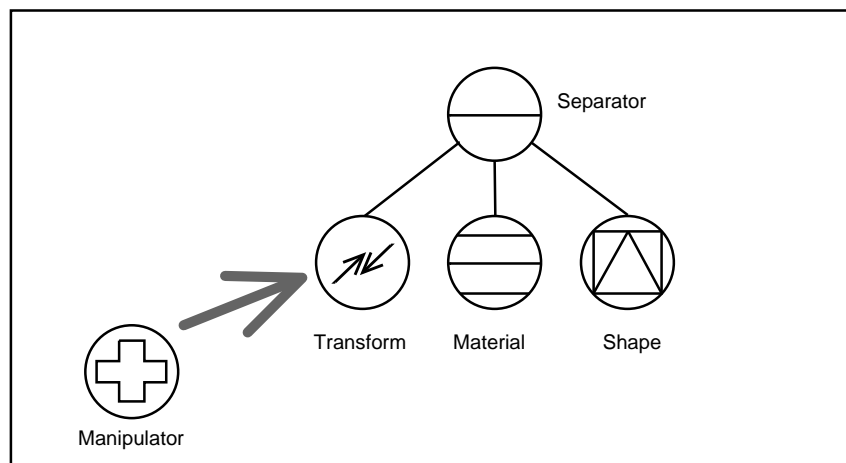 Separator
Transform
Material
Shape
Manipulator